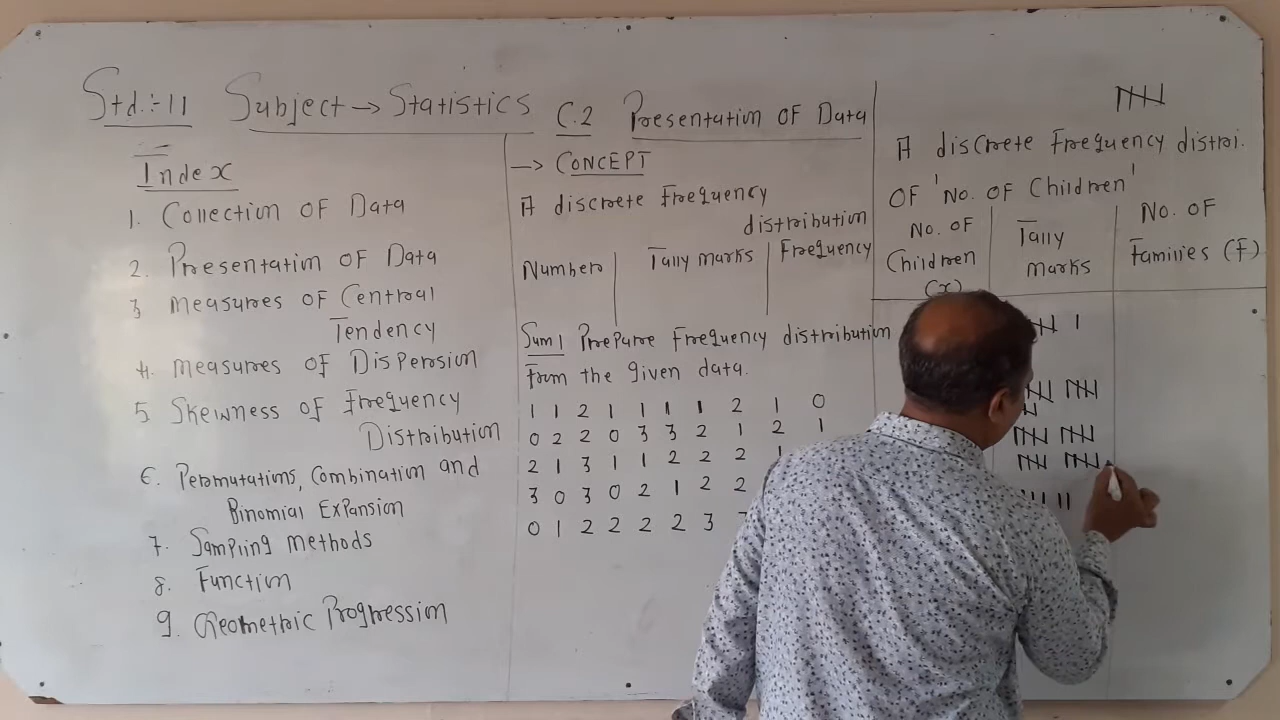 Std.:-11 Subject → Statistics
Index
1. Collection OF Data
2. Presentation OF Data
3 measures OF Central
Tendency
4. measures OF Dispersion
5. Skewness OF Frequency
Distribution
6. Permutations, Combination and
Binomial Expansion
7. Sampling methods
8. Function
9. Geometric Progression
C.2 Presentation OF Data
→ CONCEPT
A discrete Frequency
distribution
Numbers Tally marks Frequency
Sum 1 Prepare Frequency distribution
From the given data.
1 1 2 1 1 1 1 2 1 0
0 2 2 0 3 3 2 1 2 1
2 1 3 1 1 2 2 2 1
3 0 3 0 2 1 2 2
0 1 2 2 2 2 3
A discrete Frequency distri.
OF 'No. OF Children'
No. OF Children (x)
Tally marks
No. OF Families (f)